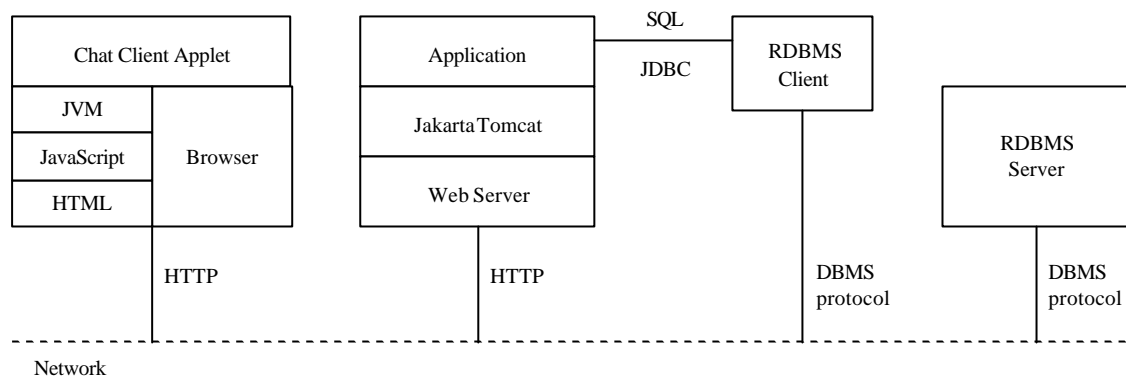 Chat Client Applet
JVM
JavaScript
HTML
Browser
HTTP
Application
Jakarta Tomcat
Web Server
HTTP
SQL
JDBC
RDBMS
Client
DBMS
protocol
RDBMS
Server
DBMS
protocol
Network